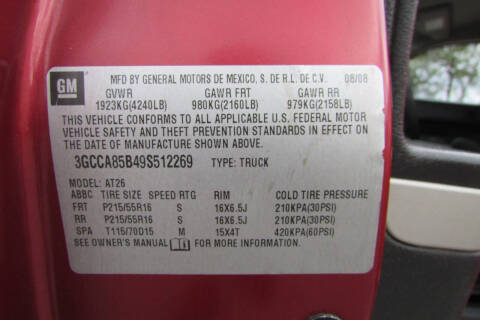 GM
MFD BY GENERAL MOTORS DE MEXICO, S. DE R.L. DE C.V. 08/08
GVWR GAWR FRT GAWR RR
1923KG(4240LB) 980KG(2160LB) 979KG(2158LB)
THIS VEHICLE CONFORMS TO ALL APPLICABLE U.S. FEDERAL MOTOR
VEHICLE SAFETY AND THEFT PREVENTION STANDARDS IN EFFECT ON
THE DATE OF MANUFACTURE SHOWN ABOVE.
3GCCA85B49S512269 TYPE: TRUCK
MODEL: AT26
ABBC TIRE SIZE SPEED RTG RIM COLD TIRE PRESSURE
FRT P215/55R16 S 16X6.5J 210KPA(30PSI)
RR P215/55R16 S 16X6.5J 210KPA(30PSI)
SPA T115/70D15 M 15X4T 420KPA(60PSI)
SEE OWNER'S MANUAL FOR MORE INFORMATION.